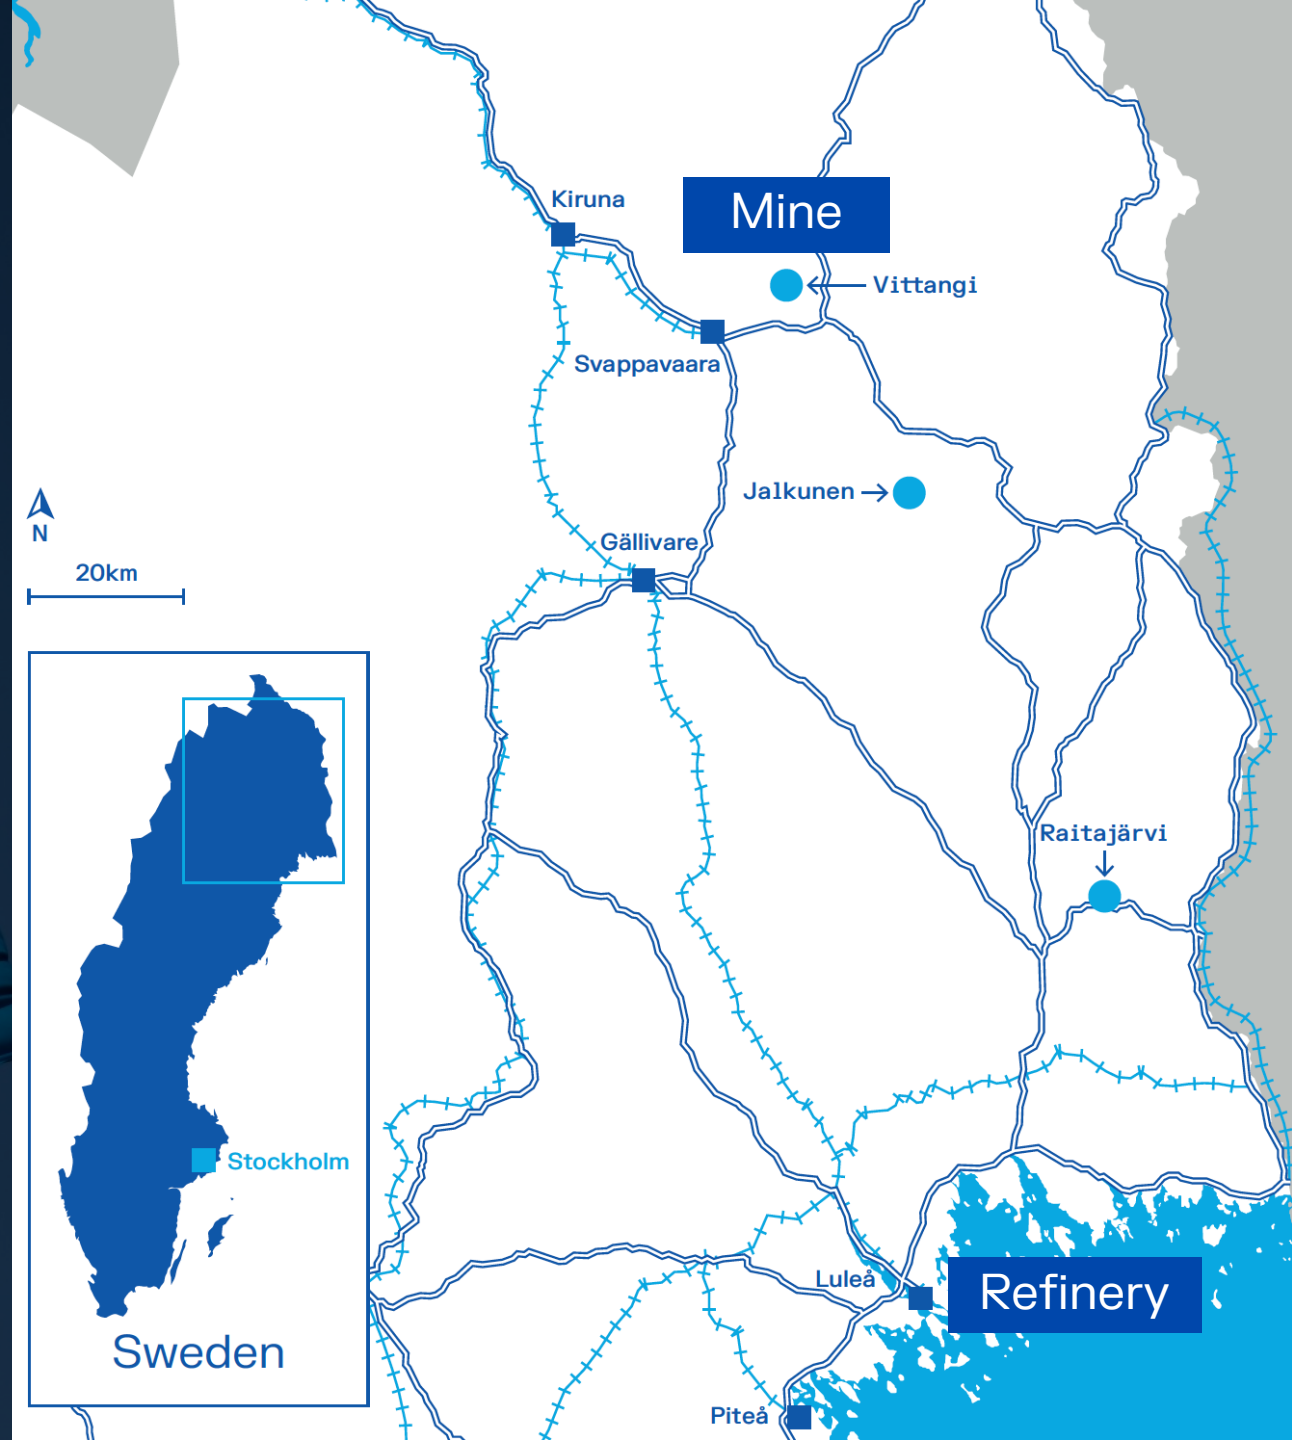 Kiruna
Mine
Vittangi
Svappavaara
Jalkunen
N
Gällivare
20km
Raitajärvi
Stockholm
Luleå
Refinery
Sweden
Piteå